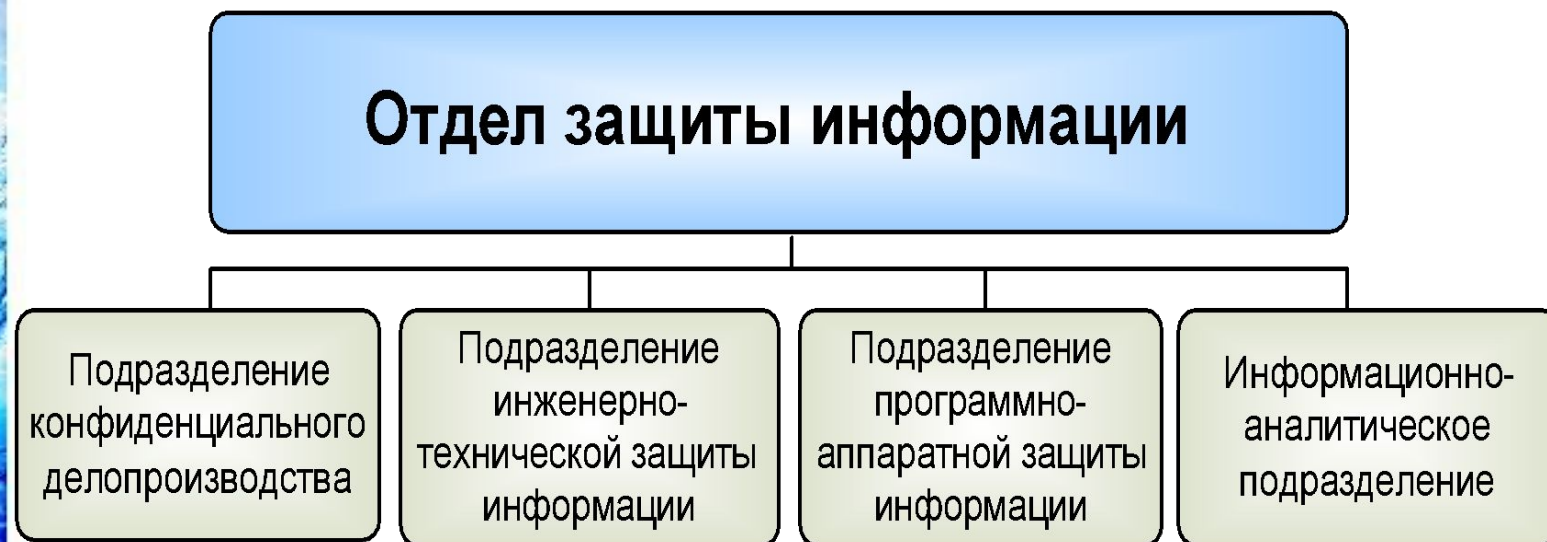 Отдел защиты информации
Подразделение
конфиденциального
делопроизводства
Подразделение
инженерно-
технической защиты
информации
Подразделение
программно-
аппаратной защиты
информации
Информационно-
аналитическое
подразделение